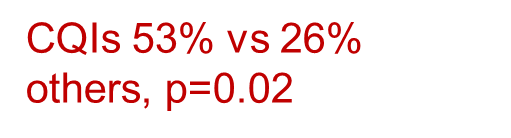 CQIs 53% vs 26%
others, p=0.02